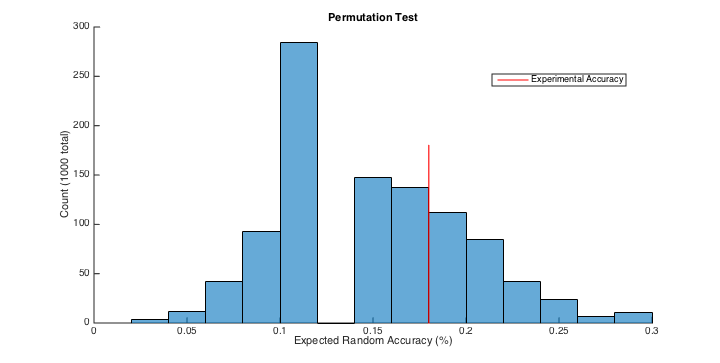 Permutation Test
300
250
200
150
100
50
0
Count (1000 total)
Experimental Accuracy
0 0.05 0.1 0.15 0.2 0.25 0.3
Expected Random Accuracy (%)